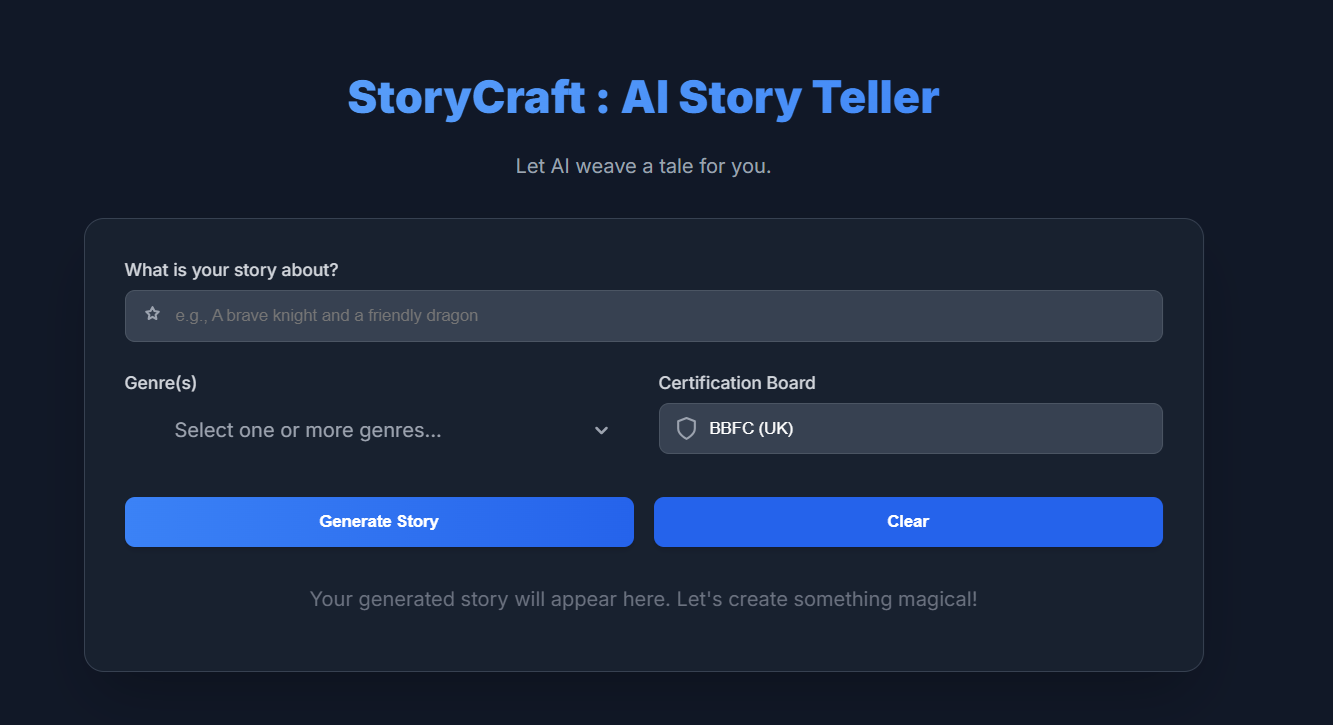 StoryCraft : AI Story Teller
Let AI weave a tale for you.
What is your story about?
e.g., A brave knight and a friendly dragon
Genre(s)
Certification Board
Select one or more genres...
BBFC (UK)
Generate Story
Clear
Your generated story will appear here. Let's create something magical!